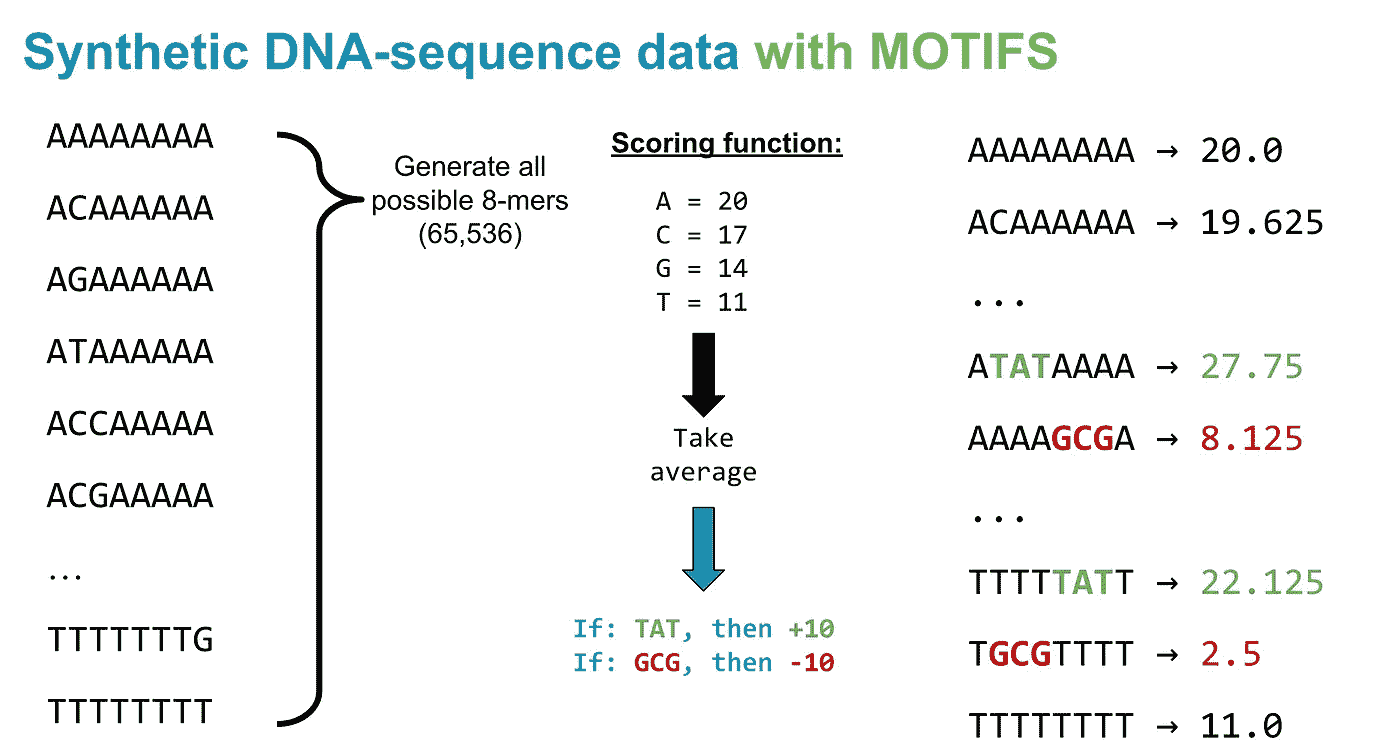 Synthetic DNA-sequence data with MOTIFS
AAAAAAAA
ACAAAAAA
AGAAAAAA
ATAAAAAA
ACCAAAAA
ACGAAAAA
...
TTTTTTTG
TTTTTTTT
Generate all
possible 8-mers
(65,536)
Scoring function:
A = 20
C = 17
G = 14
T = 11
Take
average
If: TAT, then +10
If: GCG, then -10
AAAAAAAA → 20.0
ACAAAAAA → 19.625
...
ATATAAAA → 27.75
AAAAGCGA → 8.125
...
TTTTTATT → 22.125
TGCGTTTT → 2.5
TTTTTTTT → 11.0